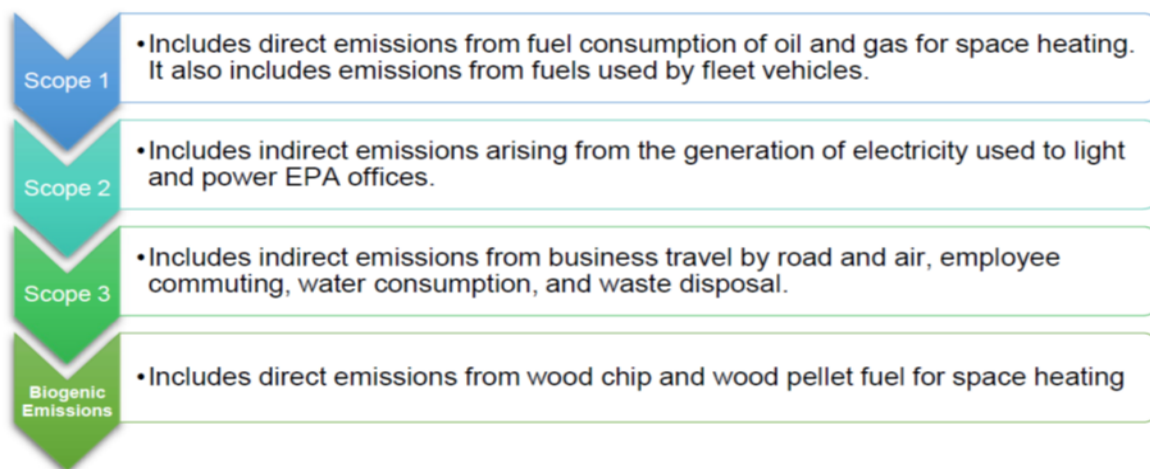 Scope 1
•Includes direct emissions from fuel consumption of oil and gas for space heating.
It also includes emissions from fuels used by fleet vehicles.
Scope 2
•Includes indirect emissions arising from the generation of electricity used to light
and power EPA offices.
Scope 3
•Includes indirect emissions from business travel by road and air, employee
commuting, water consumption, and waste disposal.
Biogenic
Emissions
•Includes direct emissions from wood chip and wood pellet fuel for space heating